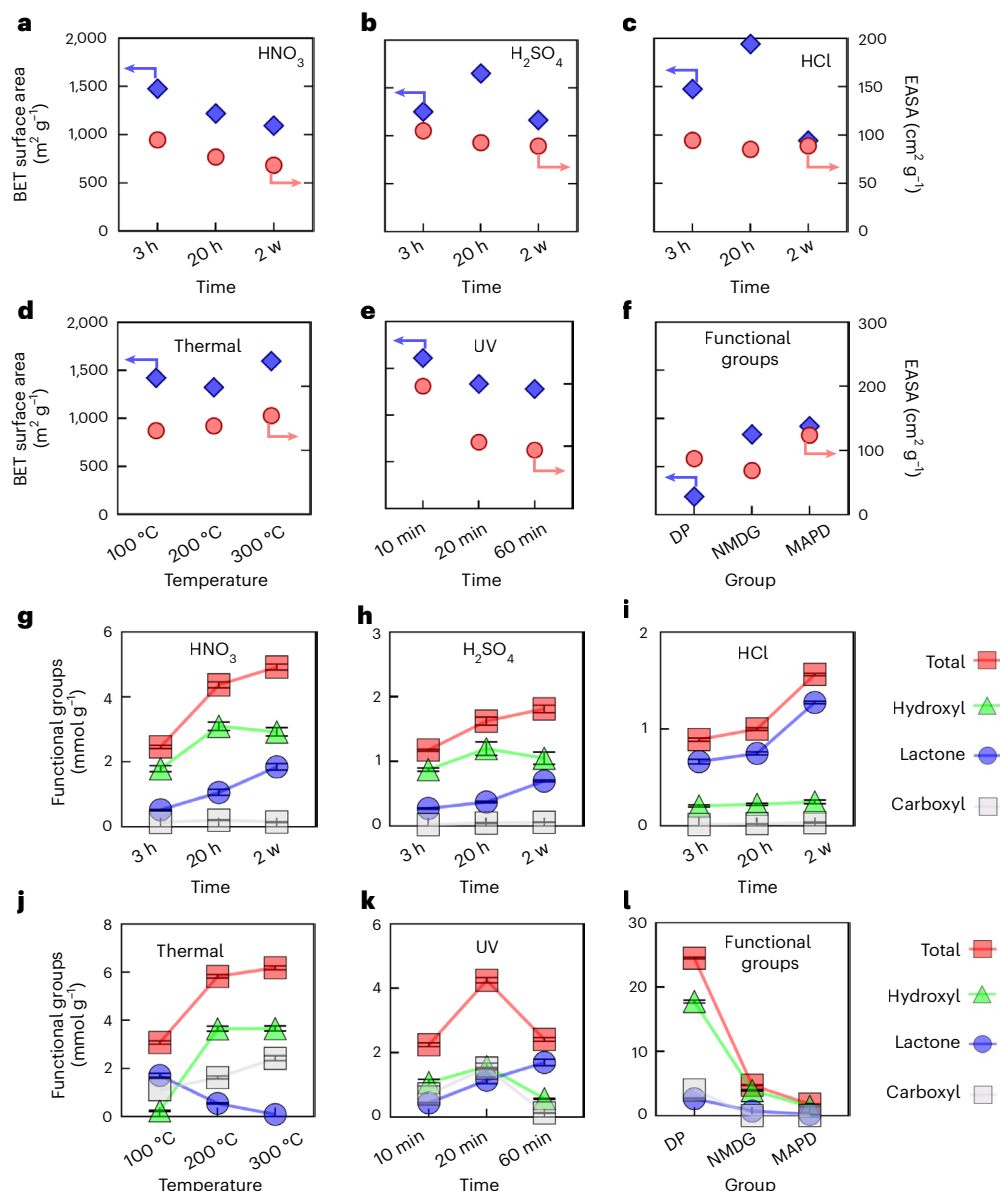 a
b
c
2,000
1,500
1,000
500
0
BET surface area
(m² g⁻¹)
HNO₃
3 h
20 h
2 w
Time
H₂SO₄
3 h
20 h
2 w
Time
HCl
3 h
20 h
2 w
Time
200
150
100
50
0
EASA (cm² g⁻¹)
d
e
f
2,000
1,500
1,000
500
0
BET surface area
(m² g⁻¹)
Thermal
100 °C
200 °C
300 °C
Temperature
UV
10 min
20 min
60 min
Time
Functional
groups
DP
NMDG
MAPD
Group
300
200
100
0
EASA (cm² g⁻¹)
g
h
i
6
4
2
0
Functional groups
(mmol g⁻¹)
HNO₃
3 h
20 h
2 w
Time
3
2
1
0
H₂SO₄
3 h
20 h
2 w
Time
2
1
0
HCl
3 h
20 h
2 w
Time
Total
Hydroxyl
Lactone
Carboxyl
j
k
l
8
6
4
2
0
Functional groups
(mmol g⁻¹)
Thermal
100 °C
200 °C
300 °C
Temperature
6
4
2
0
UV
10 min
20 min
60 min
Time
30
20
10
0
Functional
groups
DP
NMDG
MAPD
Group
Total
Hydroxyl
Lactone
Carboxyl